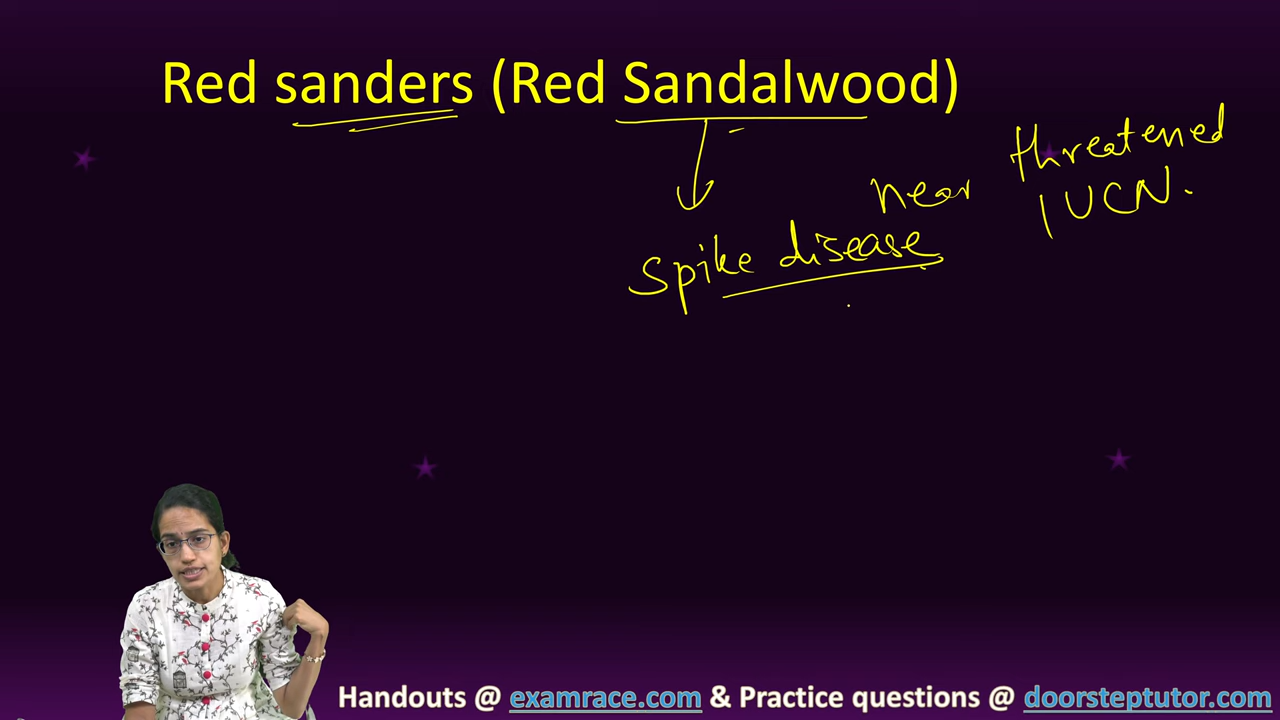 Red sanders (Red Sandalwood)
near threatened
IUCN.
Spike disease
Handouts @ examrace.com & Practice questions @ doorsteptutor.com